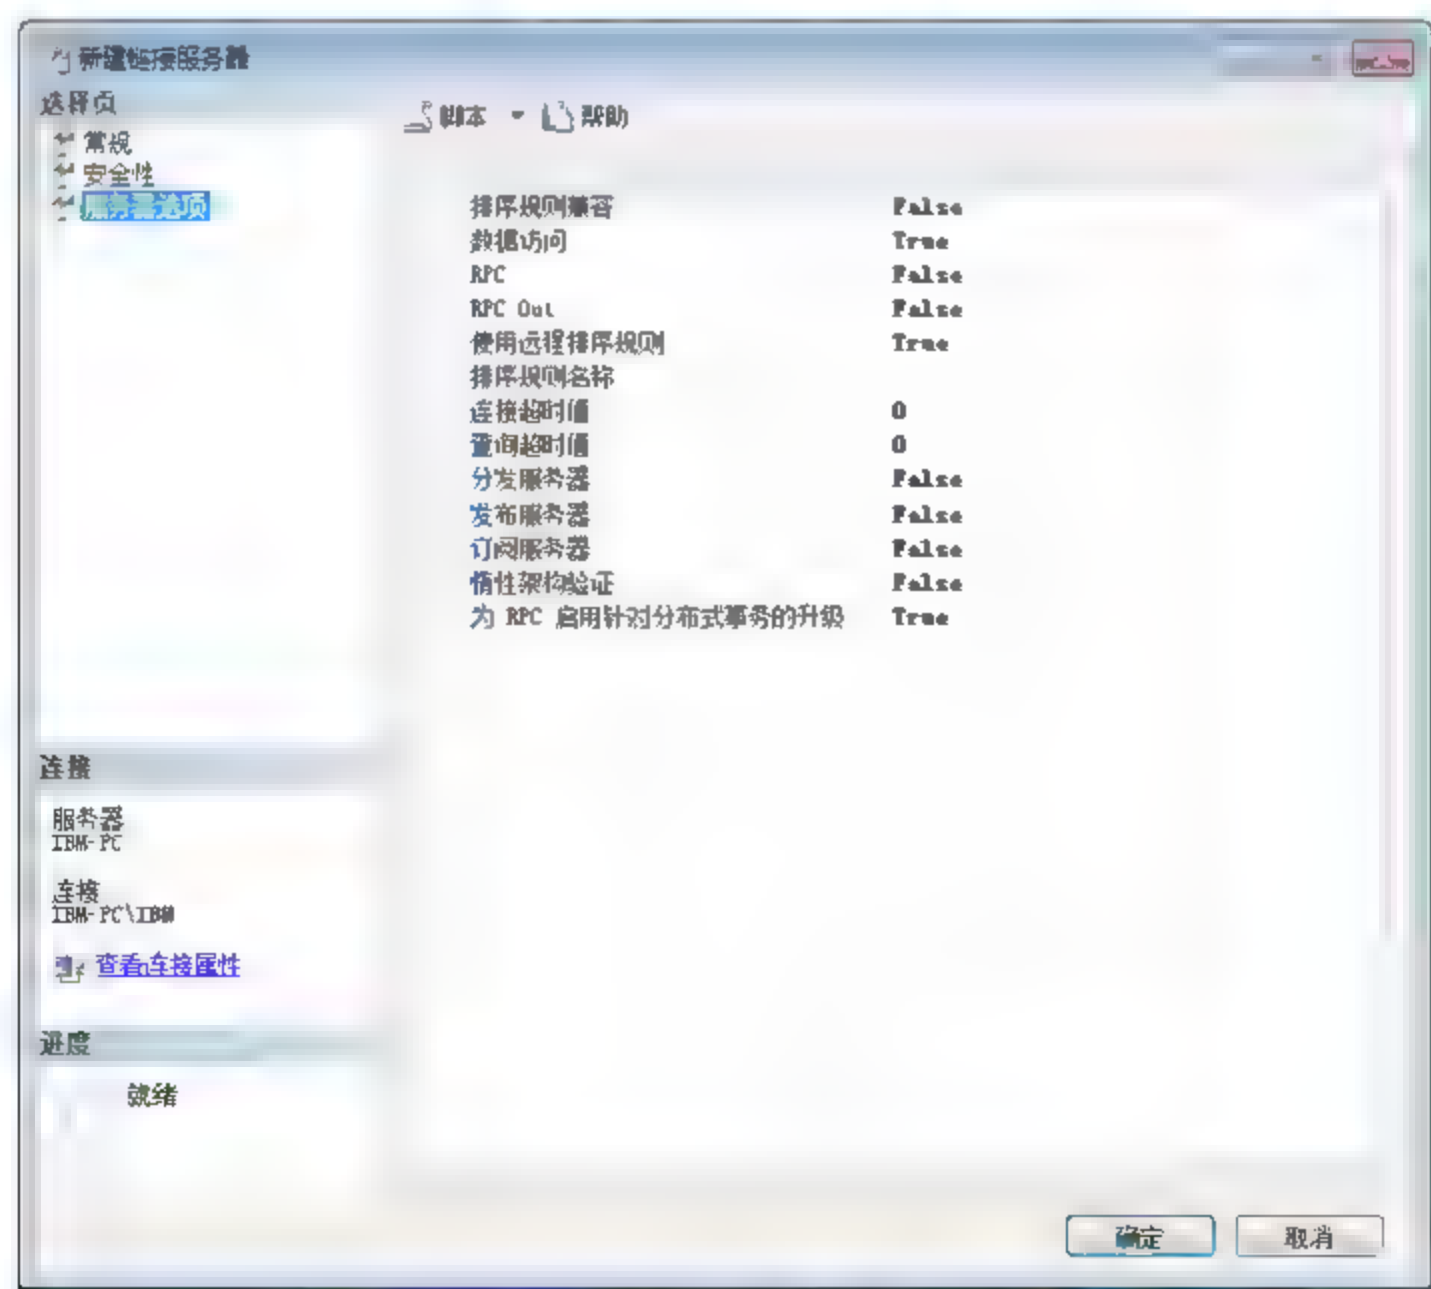 新建链接服务器
选择页
常规
安全性
服务器选项
脚本 帮助
排序规则兼容 False
数据访问 True
RPC False
RPC Out False
使用远程排序规则 True
排序规则名称
连接超时值 0
查询超时值 0
分发服务器 False
发布服务器 False
订阅服务器 False
惰性架构验证 False
为 RPC 启用针对分布式事务的升级 True
连接
服务器
IBM-PC
连接
IBM-PC\IBM
查看连接属性
进度
就绪
确定 取消